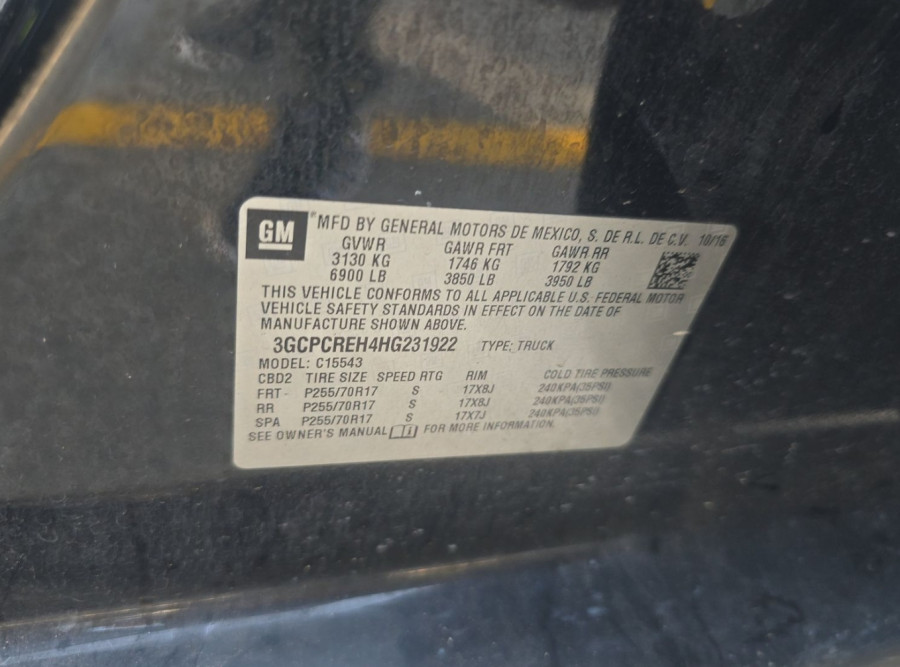 GM
® MFD BY GENERAL MOTORS DE MEXICO, S. DE R.L. DE C.V. 10/16
GVWR GAWR FRT GAWR RR
3130 KG 1746 KG 1792 KG
6900 LB 3850 LB 3950 LB
THIS VEHICLE CONFORMS TO ALL APPLICABLE U.S. FEDERAL MOTOR
VEHICLE SAFETY STANDARDS IN EFFECT ON THE DATE OF
MANUFACTURE SHOWN ABOVE.
3GCPCREH4HG231922 TYPE: TRUCK
MODEL: C15543
CBD2 TIRE SIZE SPEED RTG RIM COLD TIRE PRESSURE
FRT- P255/70R17 S 17X8J 240KPA(35PSI)
RR P255/70R17 S 17X8J 240KPA(35PSI)
SPA P255/70R17 S 17X7J 240KPA(35PSI)
SEE OWNER'S MANUAL FOR MORE INFORMATION.